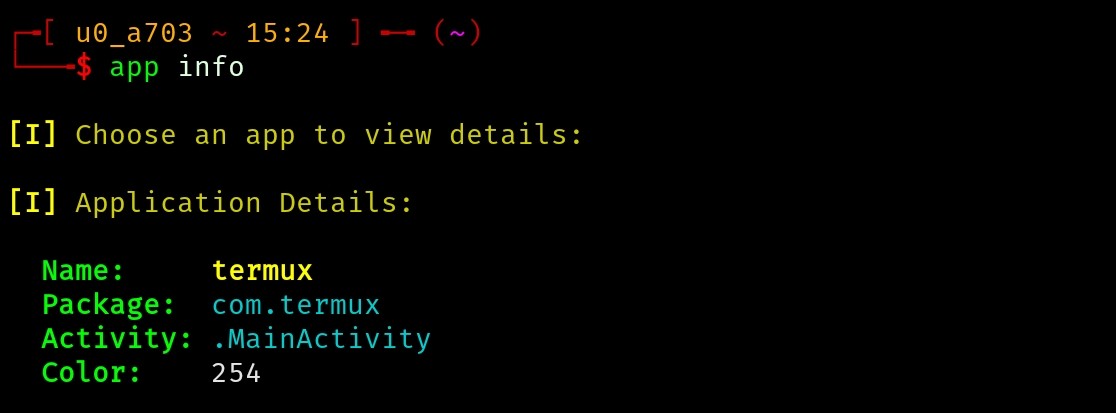 ┌─[ u0_a703 ~ 15:24 ] ── (~)
└───$ app info
[I] Choose an app to view details:
[I] Application Details:
Name: termux
Package: com.termux
Activity: .MainActivity
Color: 254